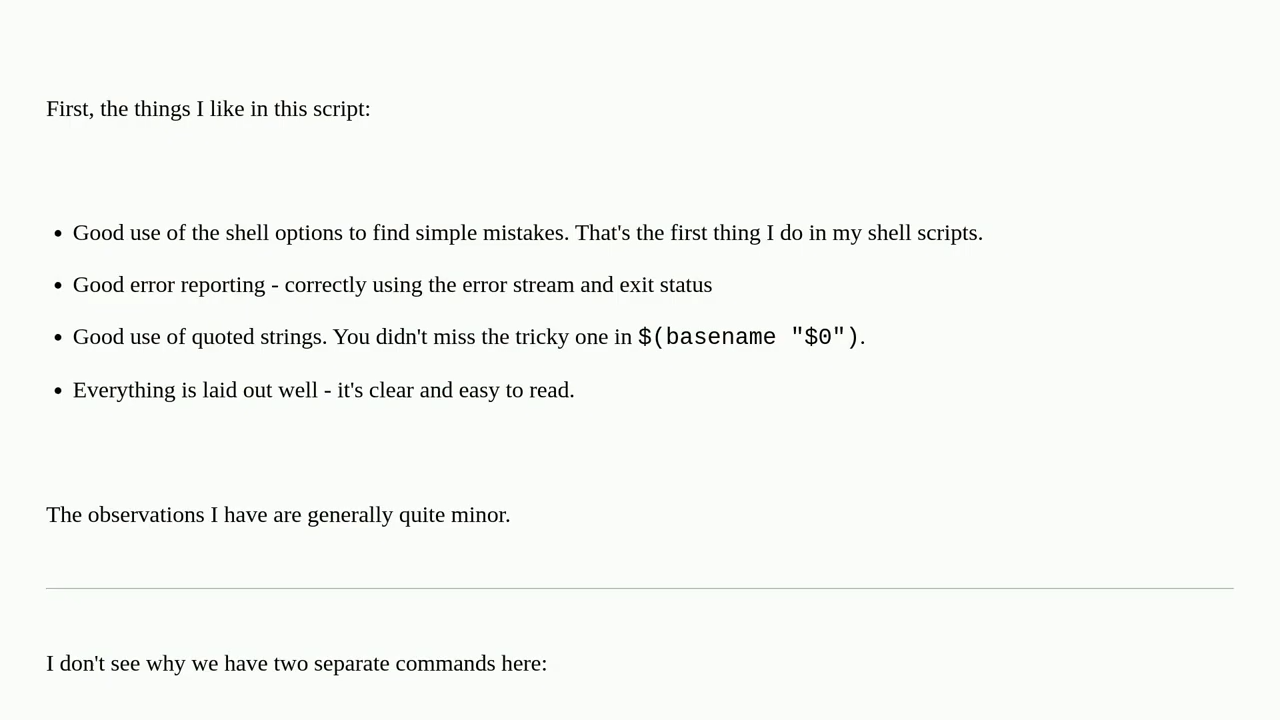 First, the things I like in this script:
• Good use of the shell options to find simple mistakes. That's the first thing I do in my shell scripts.
• Good error reporting - correctly using the error stream and exit status
• Good use of quoted strings. You didn't miss the tricky one in $(basename "$0").
• Everything is laid out well - it's clear and easy to read.
The observations I have are generally quite minor.
I don't see why we have two separate commands here: